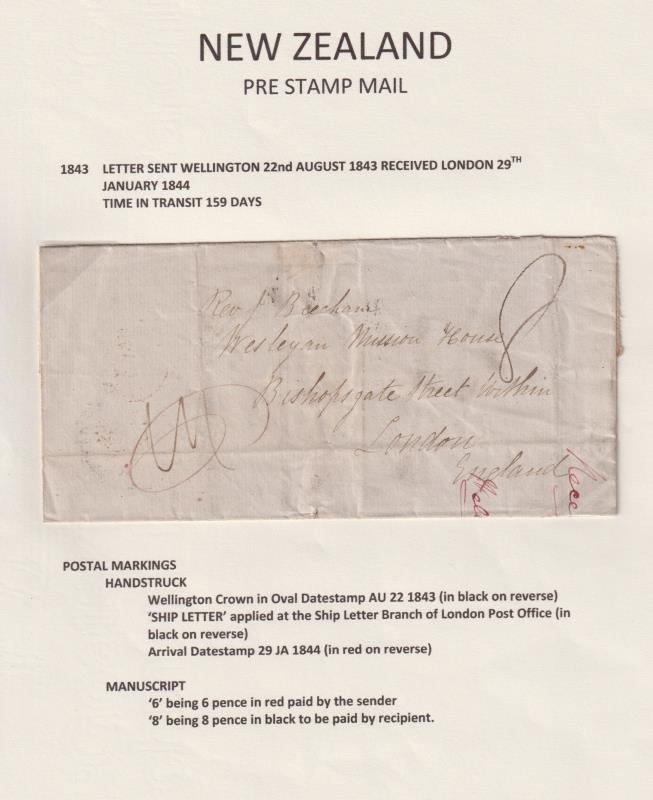 NEW ZEALAND
PRE STAMP MAIL
1843 LETTER SENT WELLINGTON 22nd AUGUST 1843 RECEIVED LONDON 29TH
JANUARY 1844
TIME IN TRANSIT 159 DAYS
8
Rev J Beecham
Wesleyan Mission House
Bishopsgate Street Within
London
England
POSTAL MARKINGS
HANDSTRUCK
Wellington Crown in Oval Datestamp AU 22 1843 (in black on reverse)
‘SHIP LETTER’ applied at the Ship Letter Branch of London Post Office (in
black on reverse)
Arrival Datestamp 29 JA 1844 (in red on reverse)
MANUSCRIPT
‘6’ being 6 pence in red paid by the sender
‘8’ being 8 pence in black to be paid by recipient.